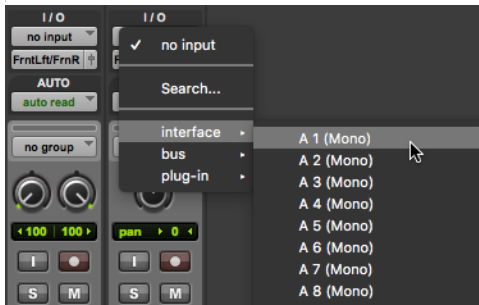 I / O
no input
FrntLft/FrnR
AUTO
auto read
no group
100 100
I
S M
I / O
F
no input
Search...
interface
bus
plug-in
pan 0
I
S M
A 1 (Mono)
A 2 (Mono)
A 3 (Mono)
A 4 (Mono)
A 5 (Mono)
A 6 (Mono)
A 7 (Mono)
A 8 (Mono)